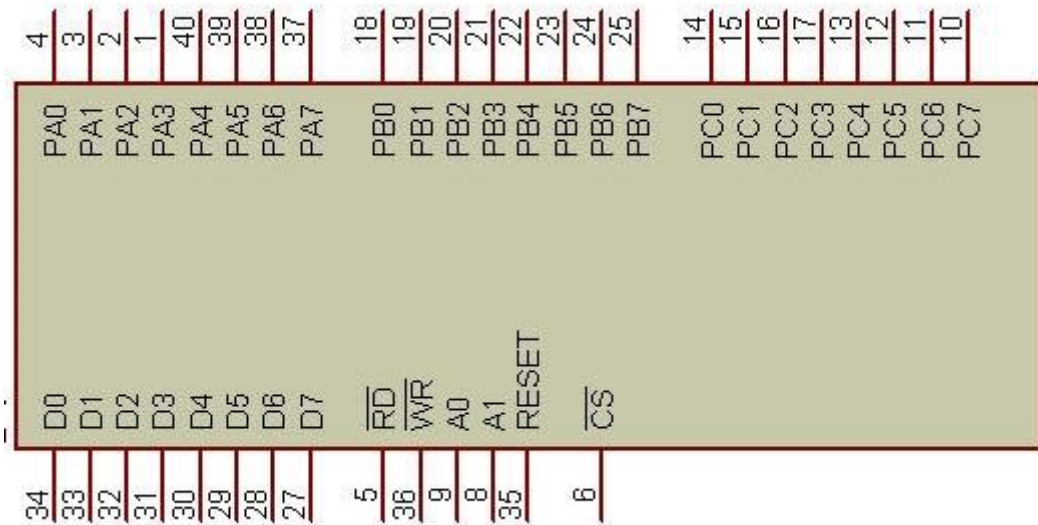 4 3 2 1 40 39 38 37 18 19 20 21 22 23 24 25 14 15 16 17 13 12 11 10
PA0 PA1 PA2 PA3 PA4 PA5 PA6 PA7 PB0 PB1 PB2 PB3 PB4 PB5 PB6 PB7 PC0 PC1 PC2 PC3 PC4 PC5 PC6 PC7
D0 D1 D2 D3 D4 D5 D6 D7 RD WR A0 A1 RESET CS
34 33 32 31 30 29 28 27 5 36 9 8 35 6